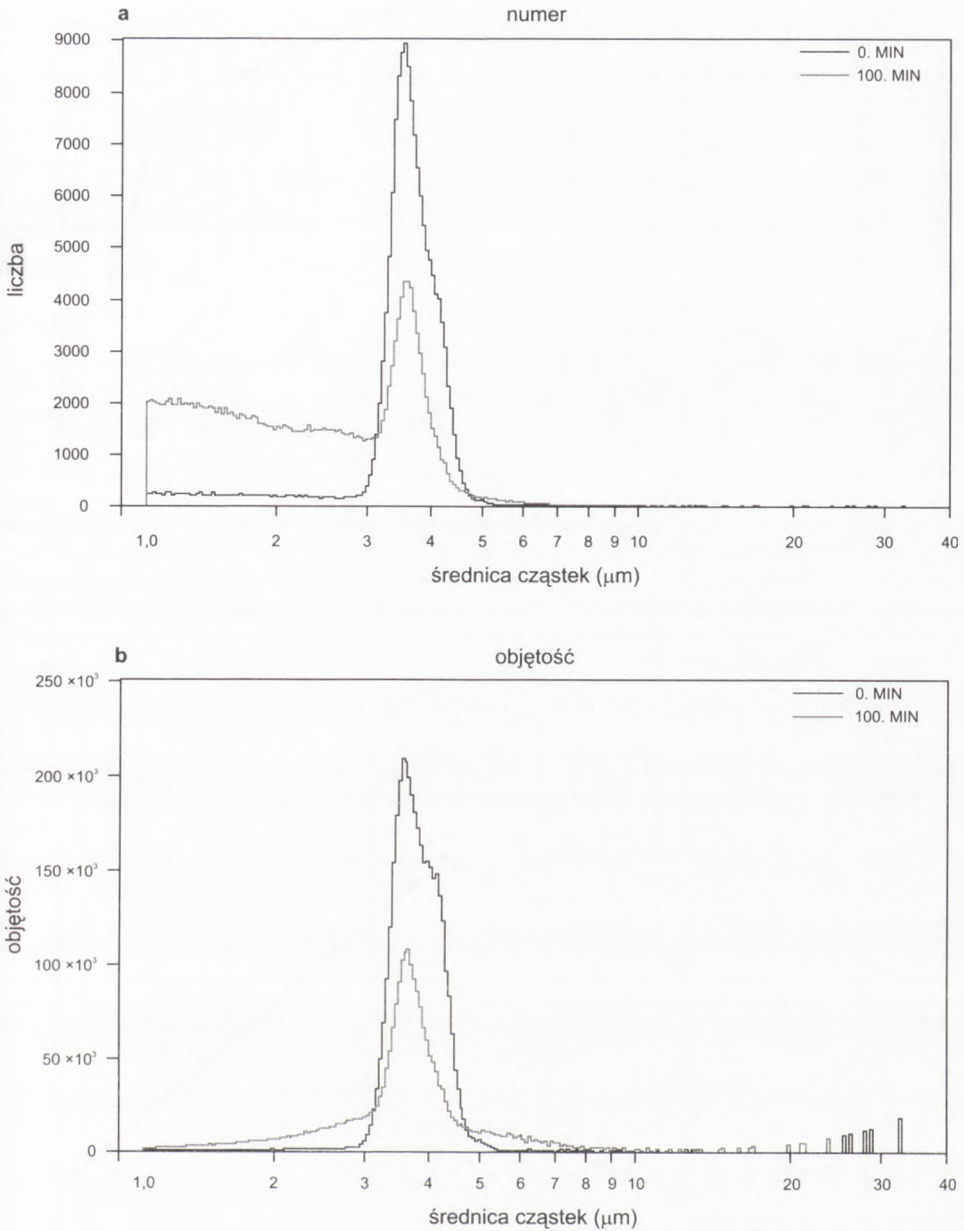 a
numer
9000
8000
7000
6000
5000
4000
3000
2000
1000
0
liczba
0. MIN
100. MIN
1,0 2 3 4 5 6 7 8 9 10 20 30 40
średnica cząstek (μm)
b
objętość
250 ×10³
200 ×10³
150 ×10³
100 ×10³
50 ×10³
0
objętość
0. MIN
100. MIN
1,0 2 3 4 5 6 7 8 9 10 20 30 40
średnica cząstek (μm)